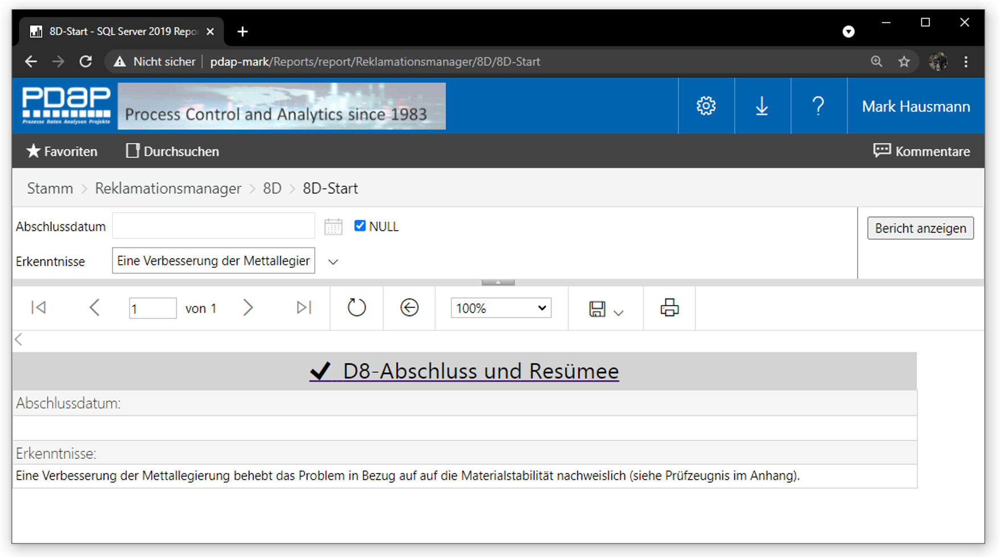 8D-Start - SQL Server 2019 Repo
Nicht sicher
pdap-mark/Reports/report/Reklamationsmanager/8D/8D-Start
PDAP
Prozesse Daten Analysen Projekte
Process Control and Analytics since 1983
?
Mark Hausmann
Favoriten
Durchsuchen
Kommentare
Stamm > Reklamationsmanager > 8D > 8D-Start
Abschlussdatum
NULL
Bericht anzeigen
Erkenntnisse
Eine Verbesserung der Mettallegier
1
von 1
100%
D8-Abschluss und Resümee
Abschlussdatum:
Erkenntnisse:
Eine Verbesserung der Mettallegierung behebt das Problem in Bezug auf auf die Materialstabilität nachweislich (siehe Prüfzeugnis im Anhang).